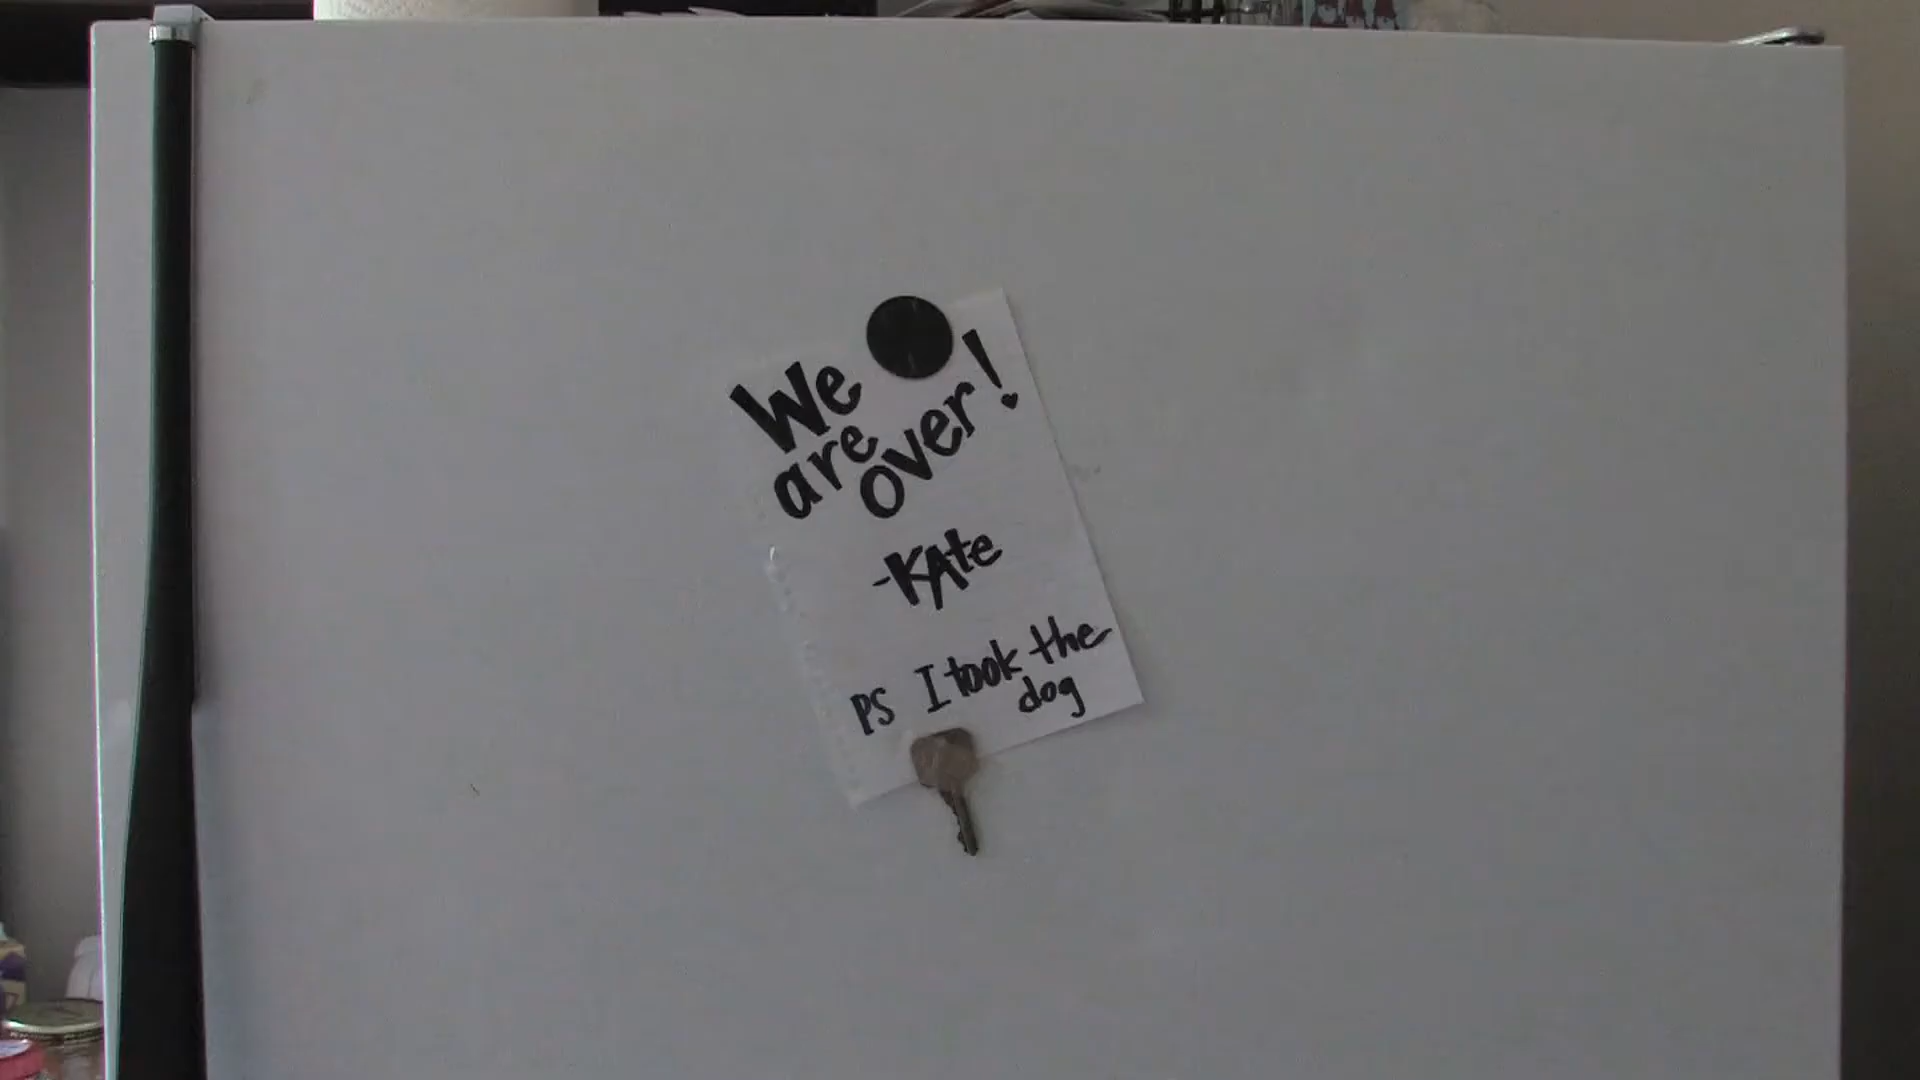 We
are
over!
-KAte
PS I took the
dog